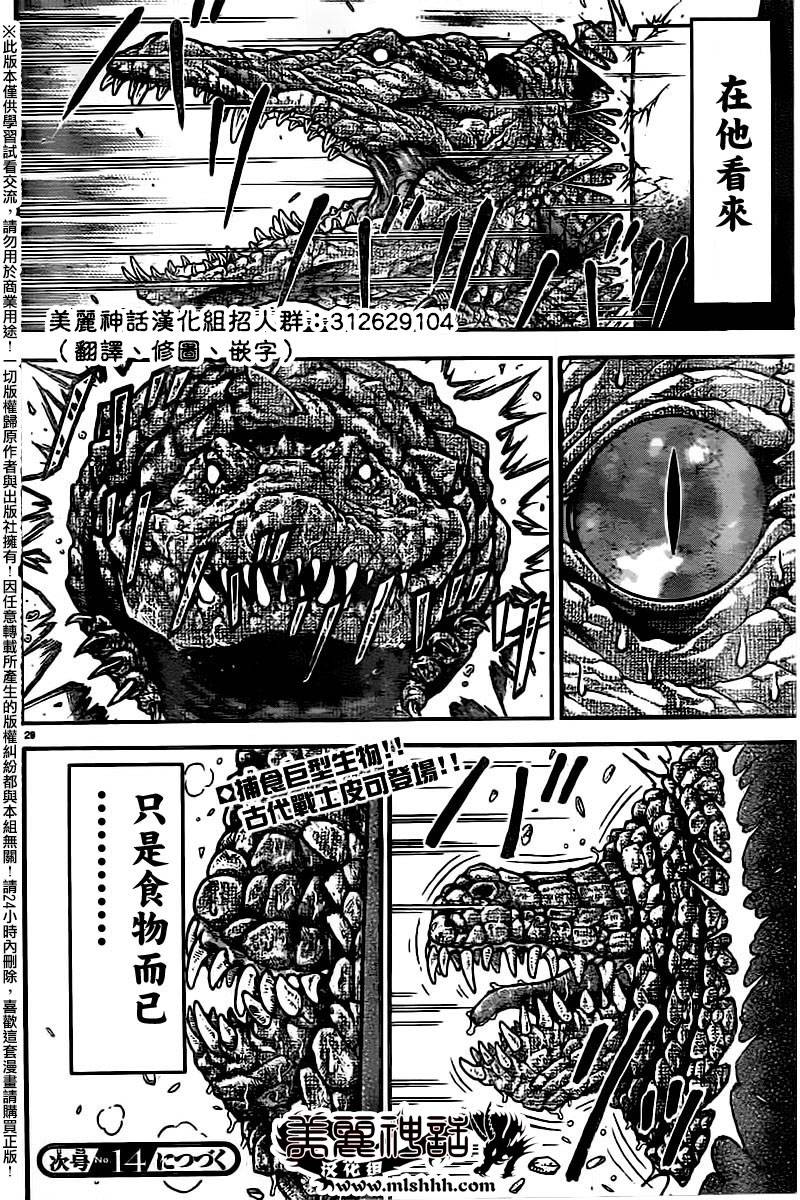 在他看來
美麗神話漢化組招人群：312629104
（翻譯、修圖、嵌字）
捕食巨型生物!!
古代戰士皮可登場!!
只是食物而已
………………
29
※此版本僅供學習試看交流，請勿用於商業用途！一切版權歸原作者與出版社擁有！因任意轉載所產生的版權糾紛都與本組無關！請24小時內刪除，喜歡這套漫畫請購買正版！
次号No.14につづく
美麗神話
汉化组
www.mlshhh.com